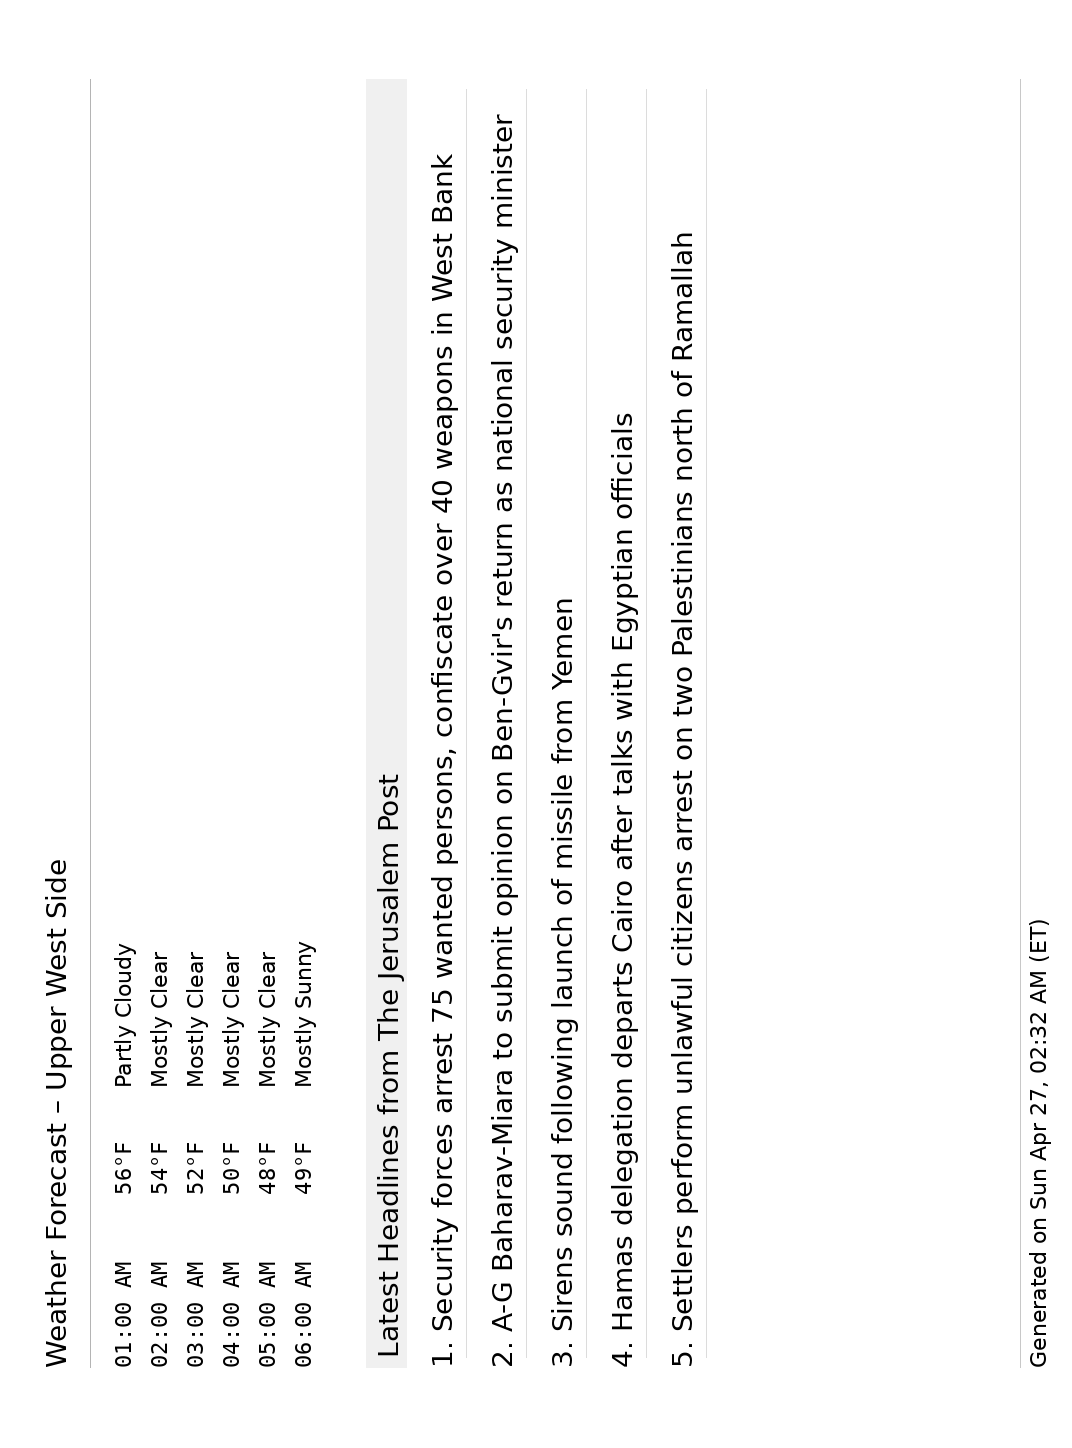 Weather Forecast – Upper West Side
01:00 AM 56°F Partly Cloudy
02:00 AM 54°F Mostly Clear
03:00 AM 52°F Mostly Clear
04:00 AM 50°F Mostly Clear
05:00 AM 48°F Mostly Clear
06:00 AM 49°F Mostly Sunny
Latest Headlines from The Jerusalem Post
1. Security forces arrest 75 wanted persons, confiscate over 40 weapons in West Bank
2. A-G Baharav-Miara to submit opinion on Ben-Gvir's return as national security minister
3. Sirens sound following launch of missile from Yemen
4. Hamas delegation departs Cairo after talks with Egyptian officials
5. Settlers perform unlawful citizens arrest on two Palestinians north of Ramallah
Generated on Sun Apr 27, 02:32 AM (ET)